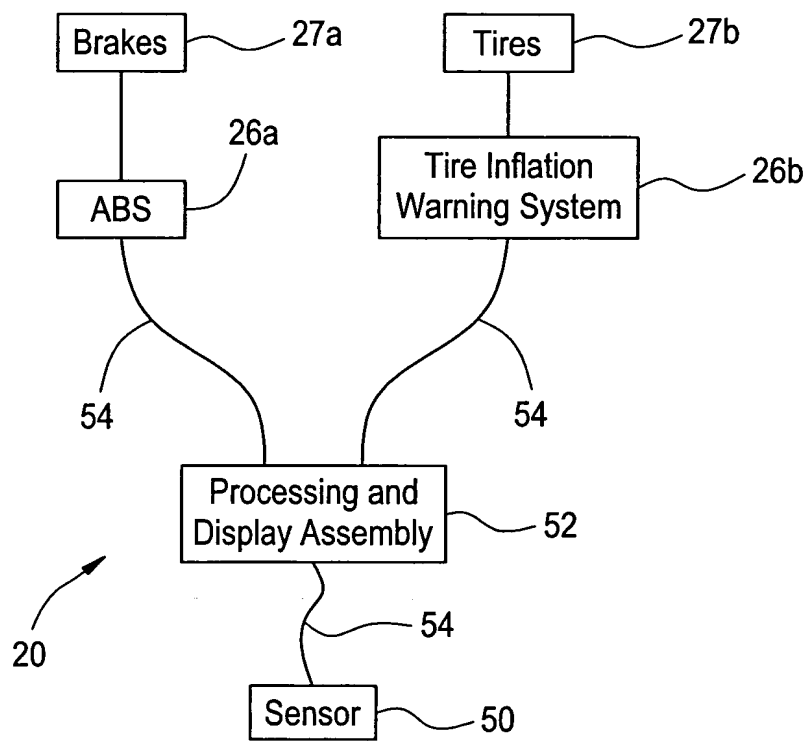 Brakes
27a
Tires
27b
26a
ABS
Tire Inflation
Warning System
26b
54
54
Processing and
Display Assembly
52
20
54
Sensor
50